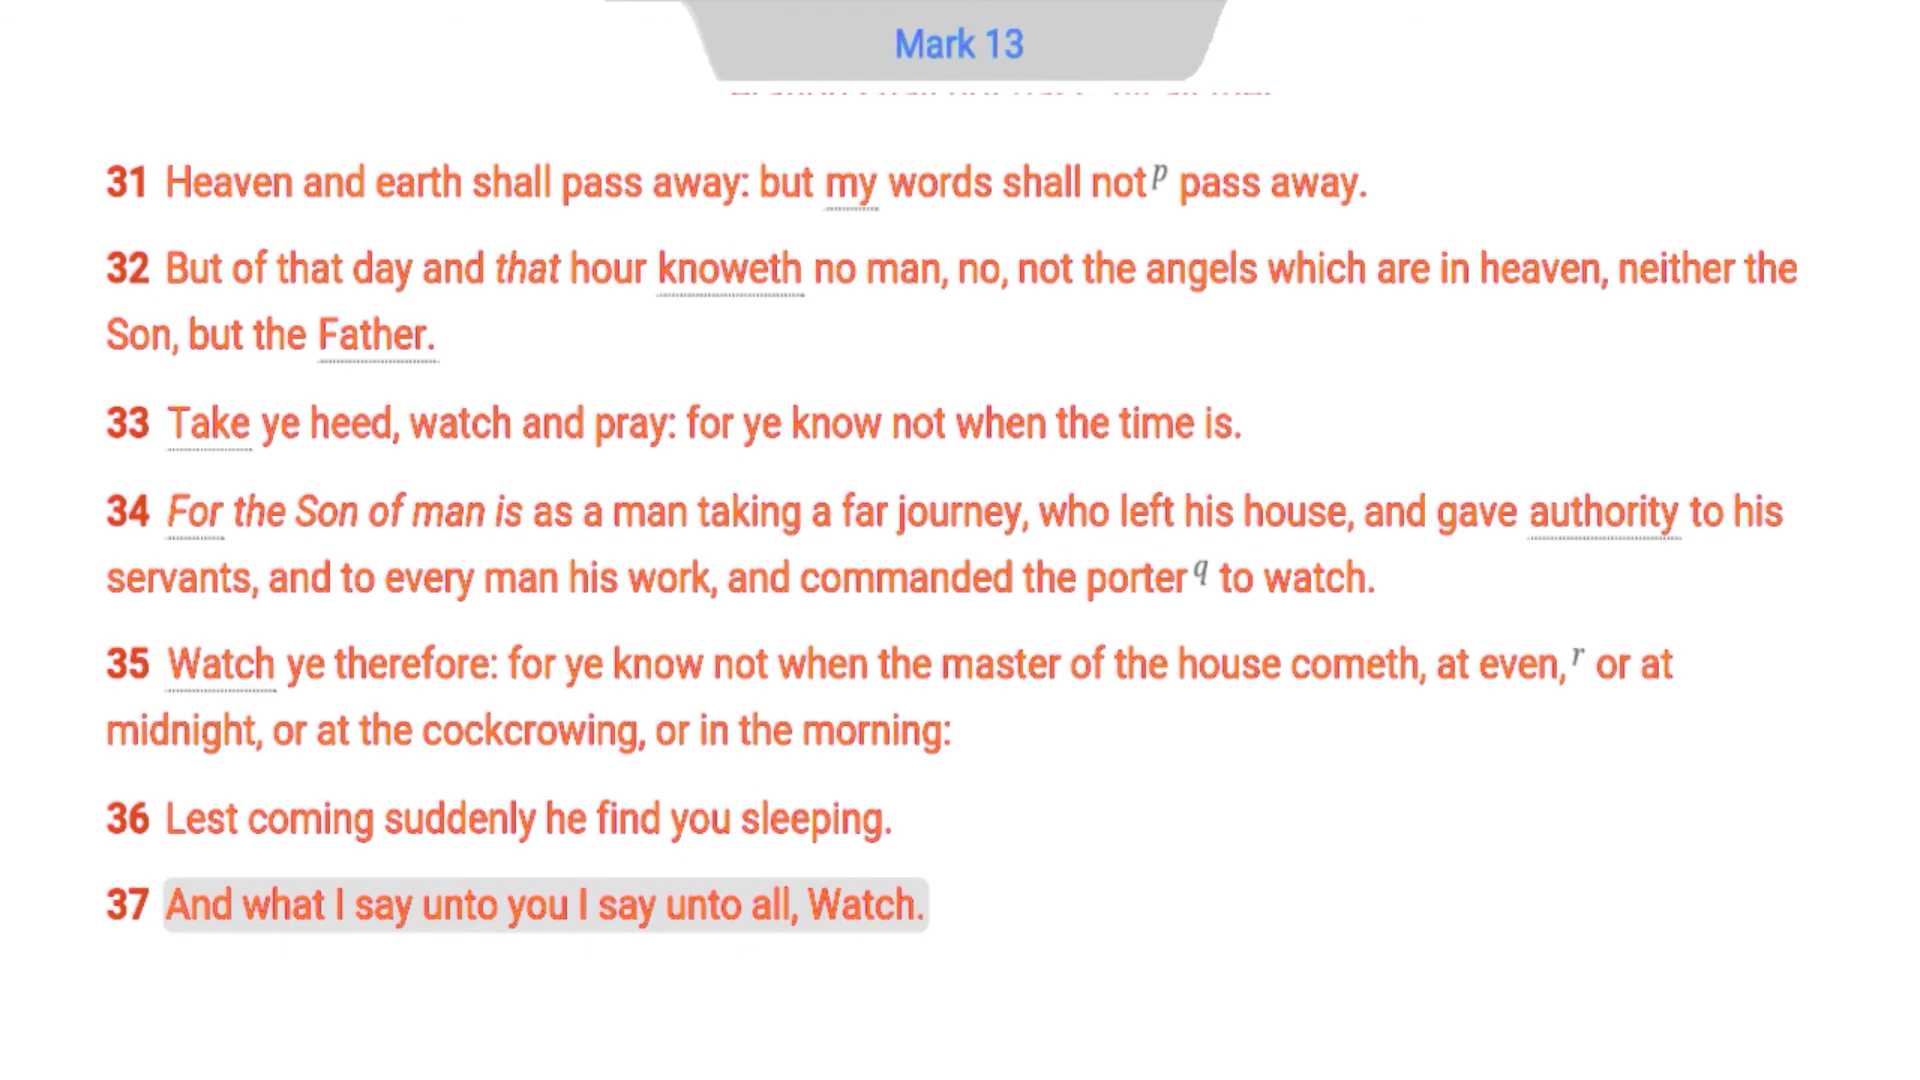 Mark 13
31 Heaven and earth shall pass away: but my words shall not p pass away.
32 But of that day and that hour knoweth no man, no, not the angels which are in heaven, neither the
Son, but the Father.
33 Take ye heed, watch and pray: for ye know not when the time is.
34 For the Son of man is as a man taking a far journey, who left his house, and gave authority to his
servants, and to every man his work, and commanded the porter q to watch.
35 Watch ye therefore: for ye know not when the master of the house cometh, at even, r or at
midnight, or at the cockcrowing, or in the morning:
36 Lest coming suddenly he find you sleeping.
37 And what I say unto you I say unto all, Watch.